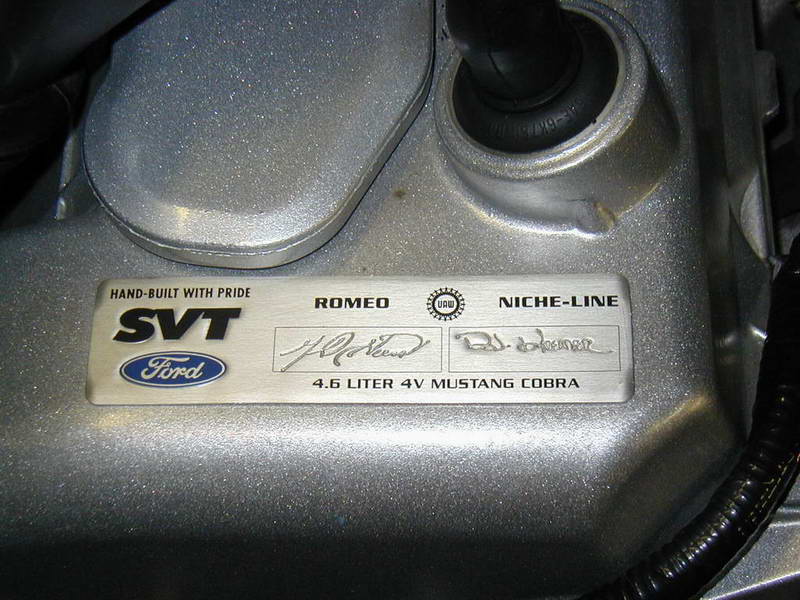 HAND-BUILT WITH PRIDE
SVT
Ford
ROMEO UAW NICHE-LINE
4.6 LITER 4V MUSTANG COBRA